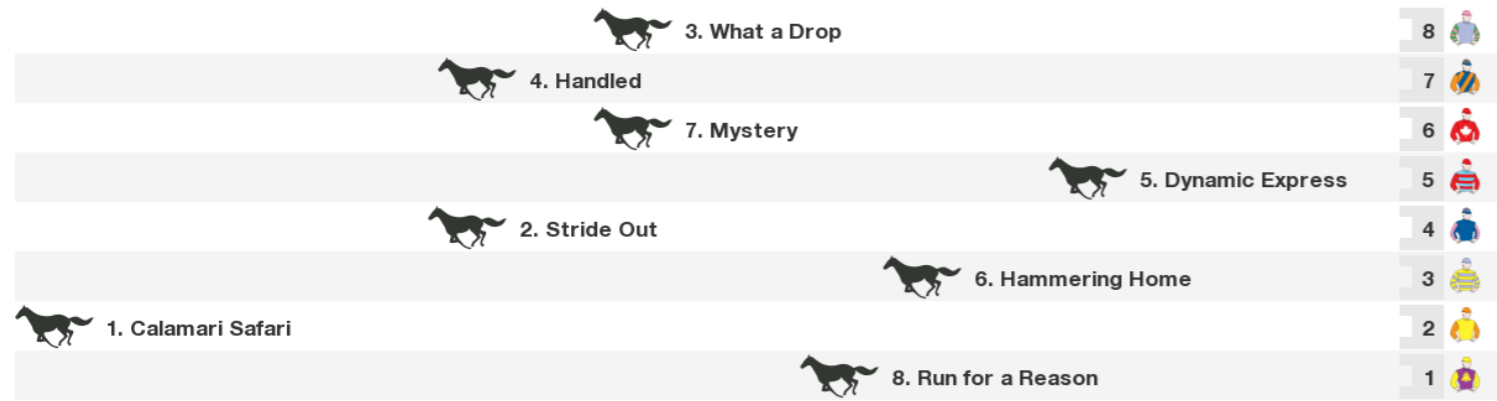 3. What a Drop 8
4. Handled 7
7. Mystery 6
5. Dynamic Express 5
2. Stride Out 4
6. Hammering Home 3
1. Calamari Safari 2
8. Run for a Reason 1